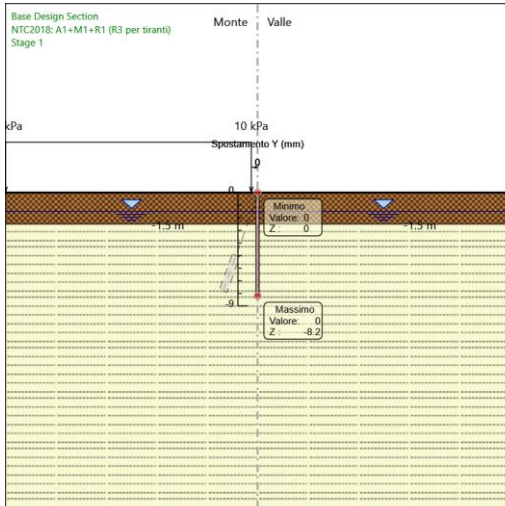 Base Design Section
NTC2018: A1+M1+R1 (R3 per tiranti)
Stage 1
Monte Valle
kPa 10 kPa
Spostamento Y (mm)
0
0
Minimo
Valore: 0
Z : 0
-1.5 m -1.5 m
-9
Massimo
Valore: 0
Z : -8.2